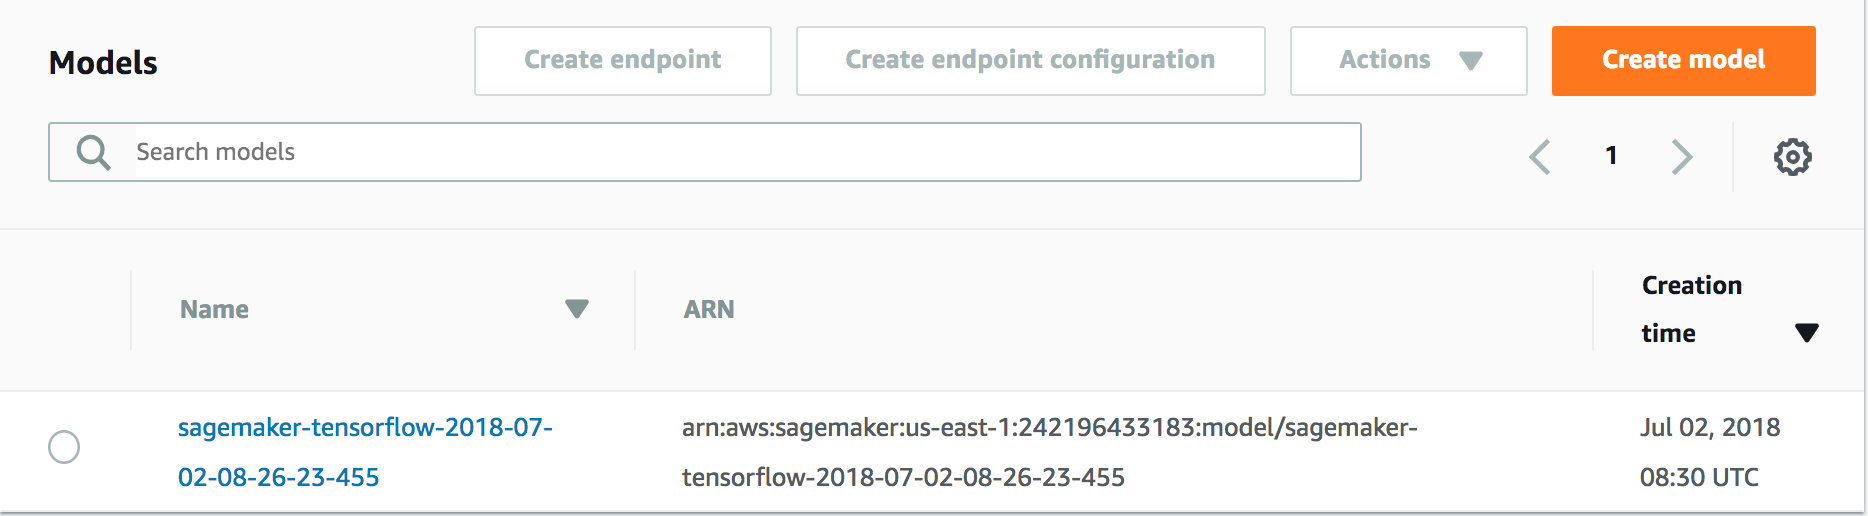 Models
Create endpoint
Create endpoint configuration
Actions
Create model
Search models
1
Name
ARN
Creation
time
sagemaker-tensorflow-2018-07-
02-08-26-23-455
arn:aws:sagemaker:us-east-1:242196433183:model/sagemaker-
tensorflow-2018-07-02-08-26-23-455
Jul 02, 2018
08:30 UTC